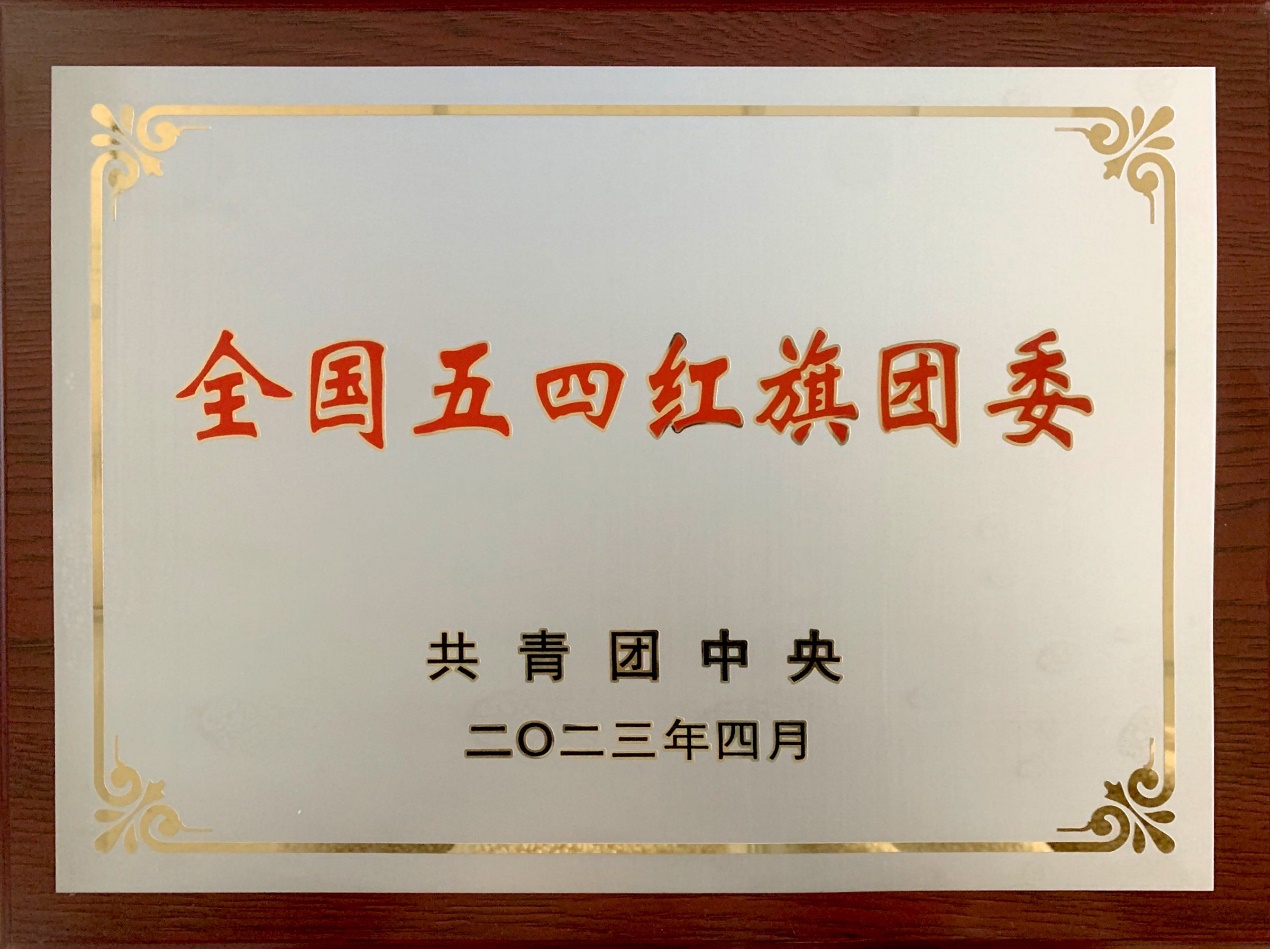 全国五四红旗团委
共青团中央
二〇二三年四月